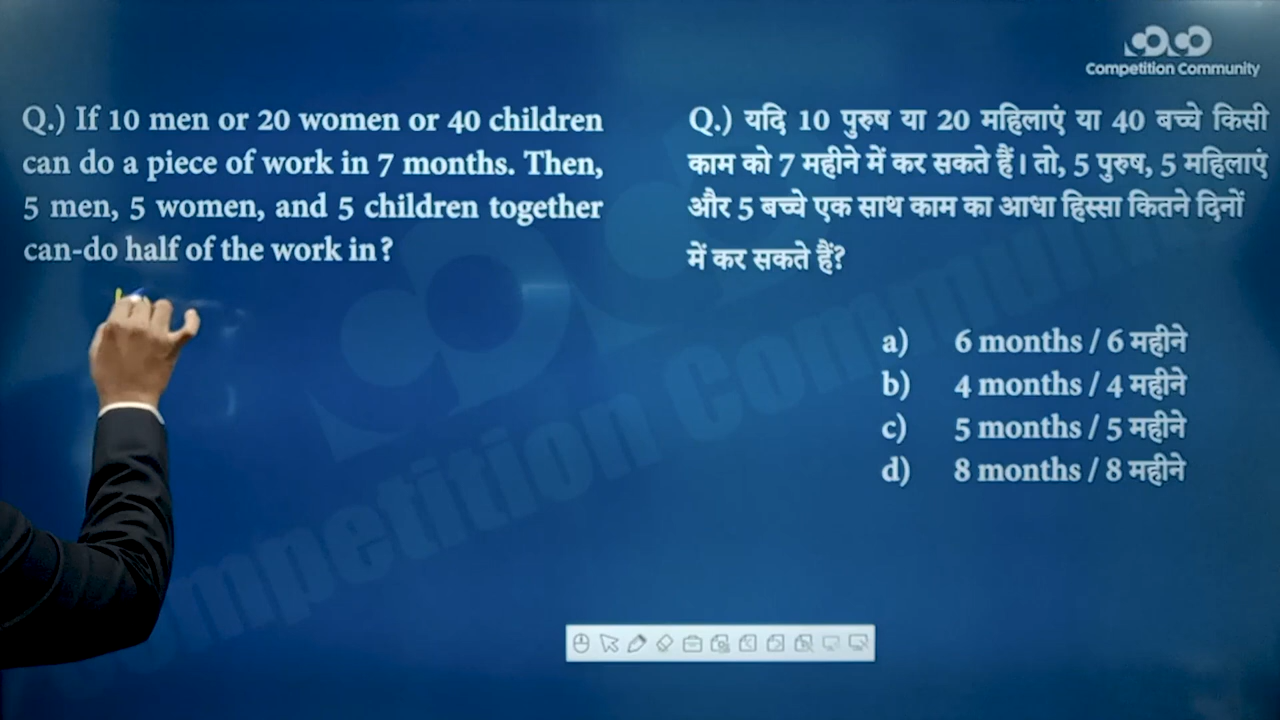 Competition Community
Q.) If 10 men or 20 women or 40 children
can do a piece of work in 7 months. Then,
5 men, 5 women, and 5 children together
can-do half of the work in?
Q.) यदि 10 पुरुष या 20 महिलाएं या 40 बच्चे किसी
काम को 7 महीने में कर सकते हैं। तो, 5 पुरुष, 5 महिलाएं
और 5 बच्चे एक साथ काम का आधा हिस्सा कितने दिनों
में कर सकते हैं?
a) 6 months / 6 महीने
b) 4 months / 4 महीने
c) 5 months / 5 महीने
d) 8 months / 8 महीने
Competition Community